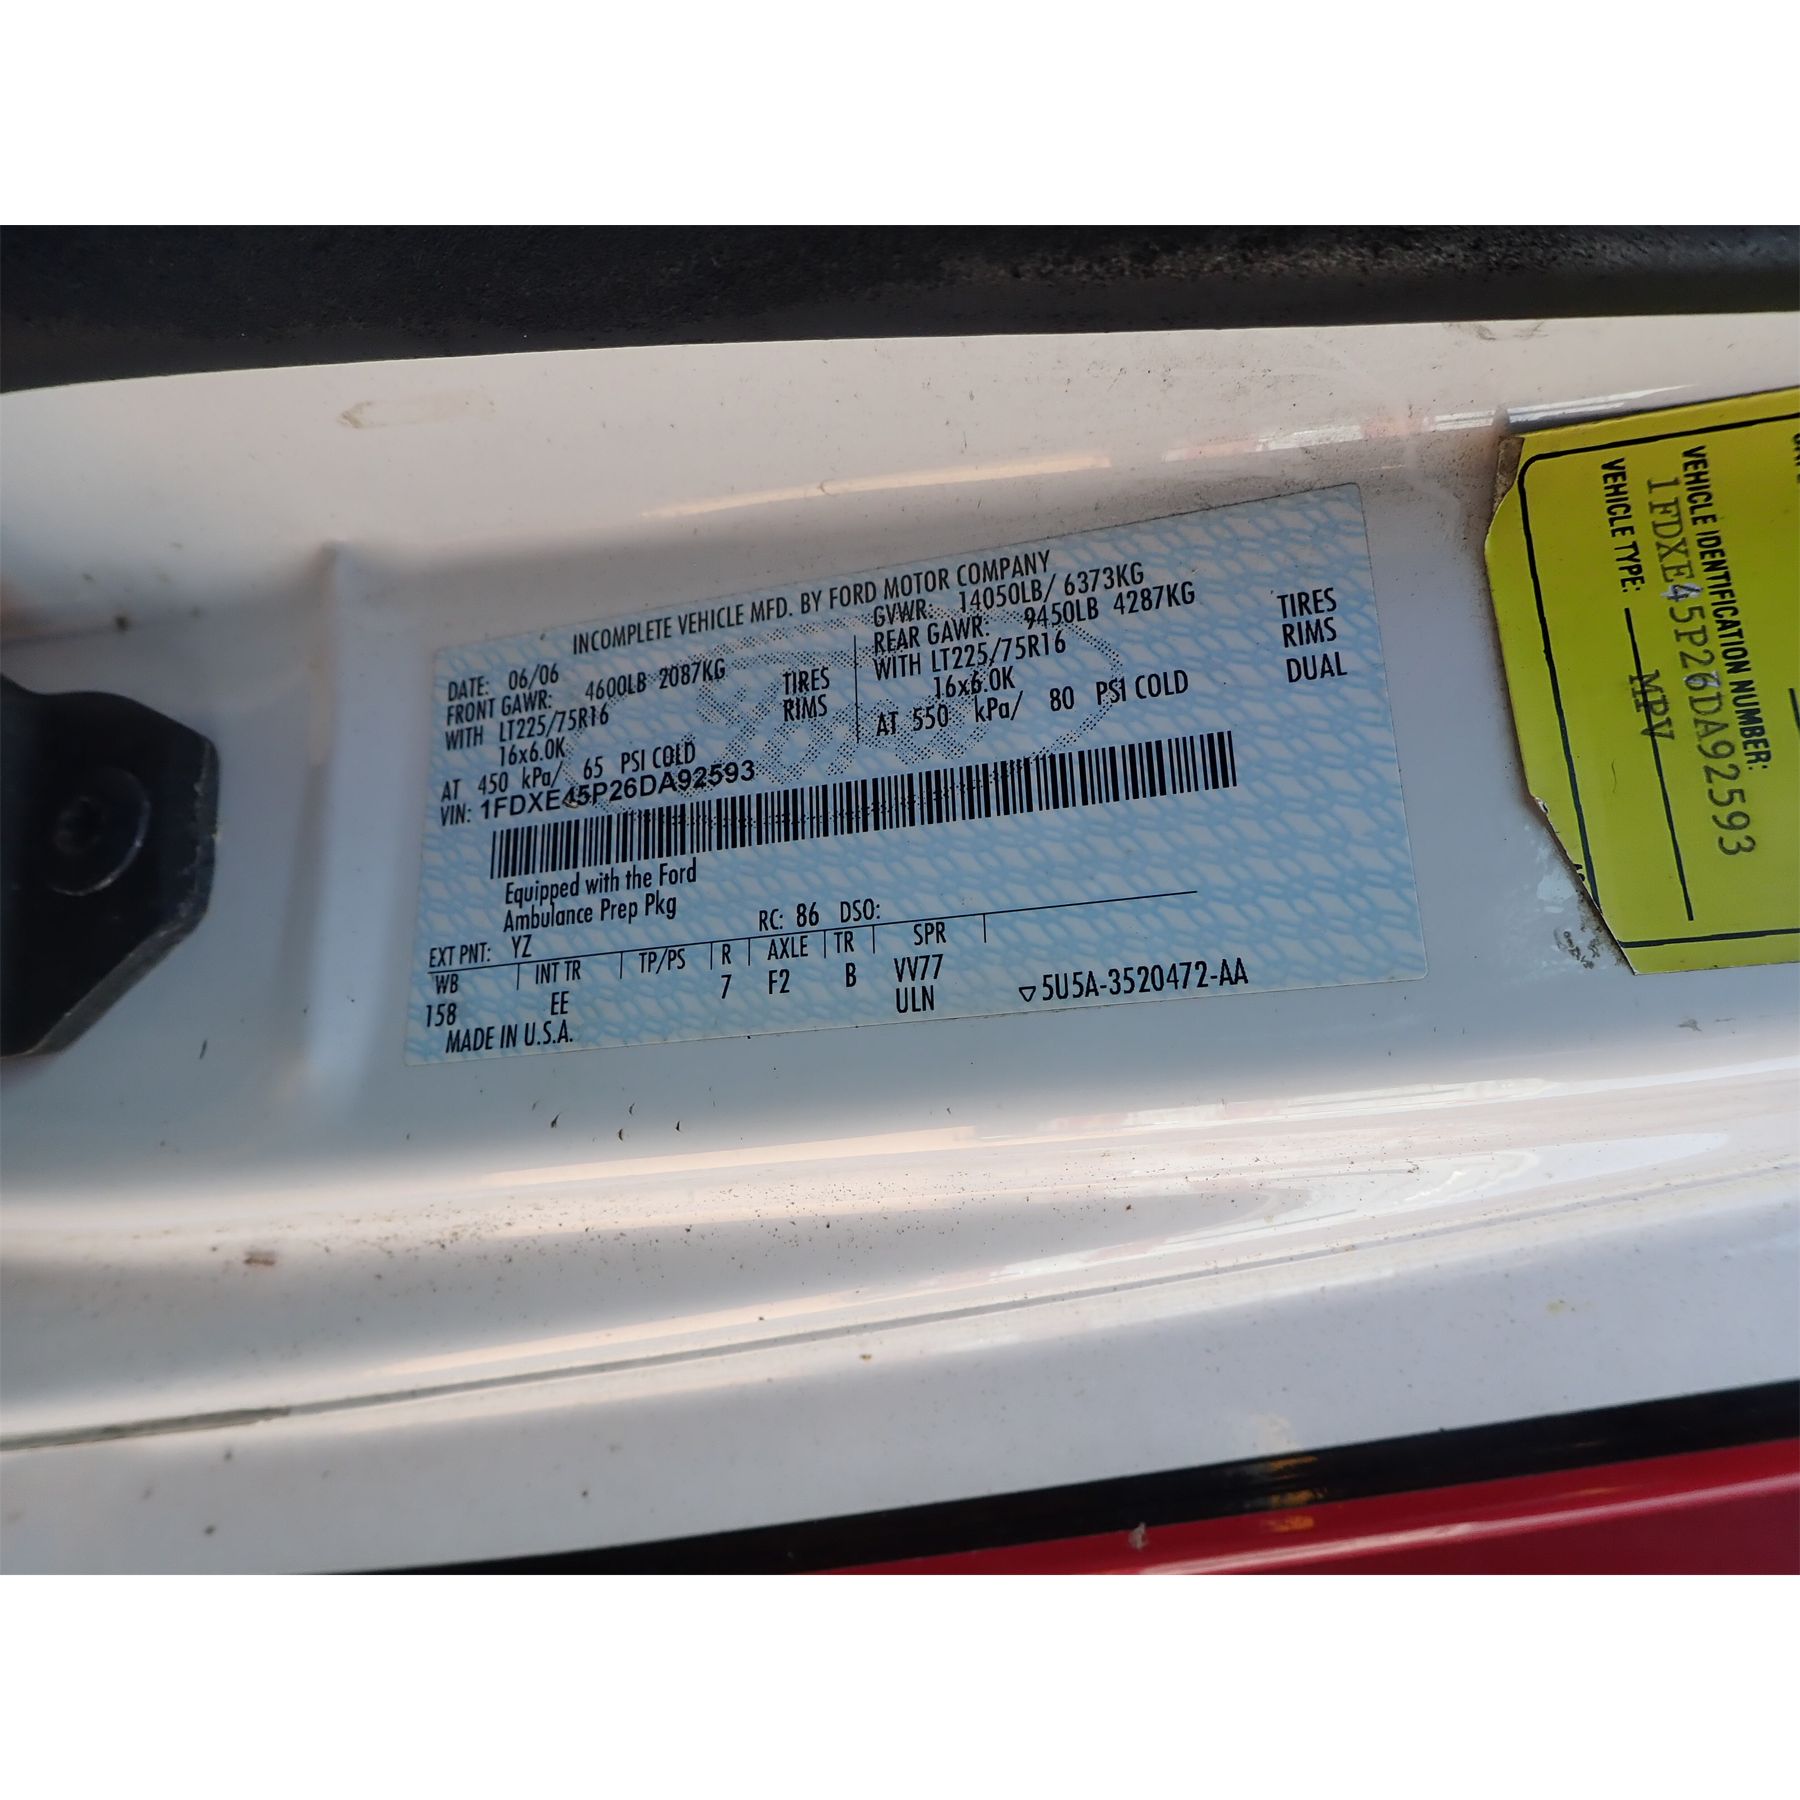 INCOMPLETE VEHICLE MFD. BY FORD MOTOR COMPANY
DATE: 06/06
GVWR: 14050LB/ 6373KG
FRONT GAWR: 4600LB 2087KG
REAR GAWR: 9450LB 4287KG
WITH LT225/75R16 TIRES
WITH LT225/75R16 TIRES
16x6.0K RIMS
16x6.0K RIMS
AT 450 kPa/ 65 PSI COLD
AT 550 kPa/ 80 PSI COLD DUAL
VIN: 1FDXE45P26DA92593
Equipped with the Ford
Ambulance Prep Pkg
RC: 86 DSO:
EXT PNT: YZ
WB INT TR TP/PS R AXLE TR SPR
158 EE 7 F2 B VV77
ULN
MADE IN U.S.A.
▽5U5A-3520472-AA
VEHICLE IDENTIFICATION NUMBER:
1FDXE45P26DA92593
VEHICLE TYPE: MPV